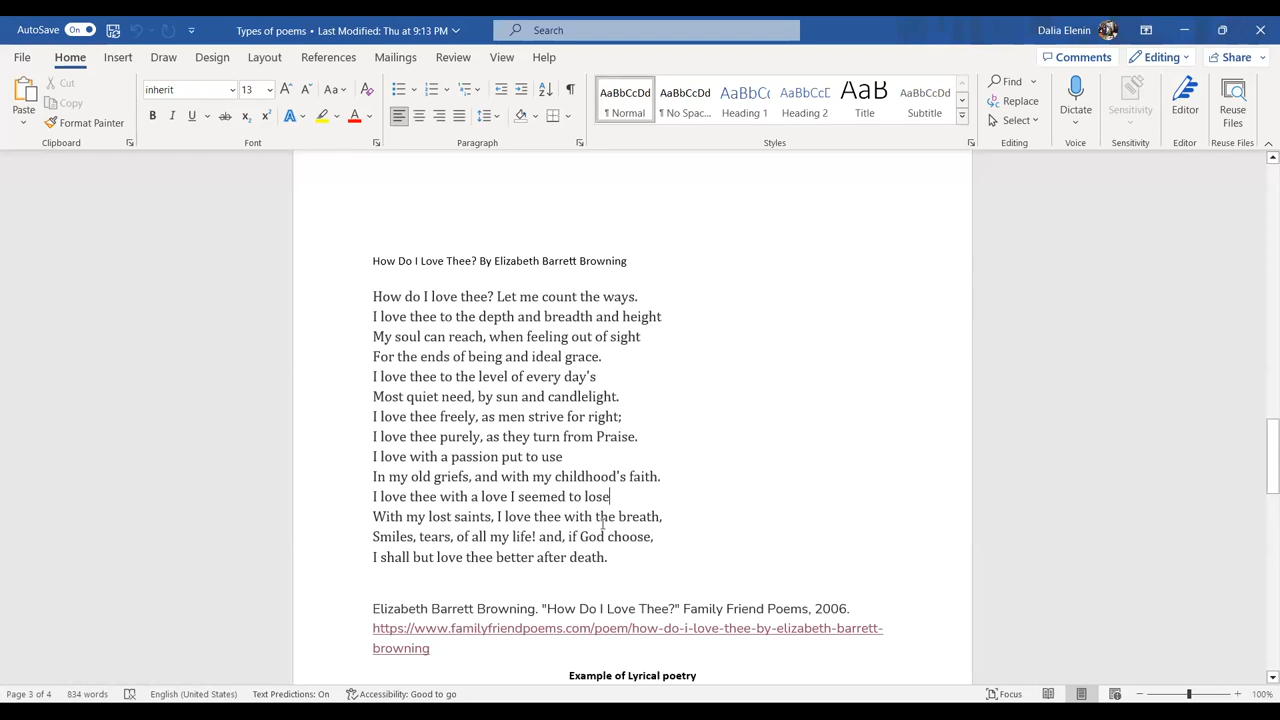 AutoSave On Types of poems • Last Modified: Thu at 9:13 PM Search Dalia Elenin
File Home Insert Draw Design Layout References Mailings Review View Help Comments Editing Share
Paste Cut Copy Format Painter
inherit 13 Aa
B I U ab x₂ x² A A
AaBbCcDd AaBbCcDd AaBbCc AaBbCcE AaB AaBbCcD
¶ Normal ¶ No Spac... Heading 1 Heading 2 Title Subtitle
Find Replace Select
Dictate Sensitivity Editor Reuse Files
Clipboard Font Paragraph Styles Editing Voice Sensitivity Editor Reuse Files
How Do I Love Thee? By Elizabeth Barrett Browning
How do I love thee? Let me count the ways.
I love thee to the depth and breadth and height
My soul can reach, when feeling out of sight
For the ends of being and ideal grace.
I love thee to the level of every day's
Most quiet need, by sun and candlelight.
I love thee freely, as men strive for right;
I love thee purely, as they turn from Praise.
I love with a passion put to use
In my old griefs, and with my childhood's faith.
I love thee with a love I seemed to lose
With my lost saints, I love thee with the breath,
Smiles, tears, of all my life! and, if God choose,
I shall but love thee better after death.
Elizabeth Barrett Browning. "How Do I Love Thee?" Family Friend Poems, 2006.
https://www.familyfriendpoems.com/poem/how-do-i-love-thee-by-elizabeth-barrett-
browning
Example of Lyrical poetry
Page 3 of 4 834 words English (United States) Text Predictions: On Accessibility: Good to go Focus 100%